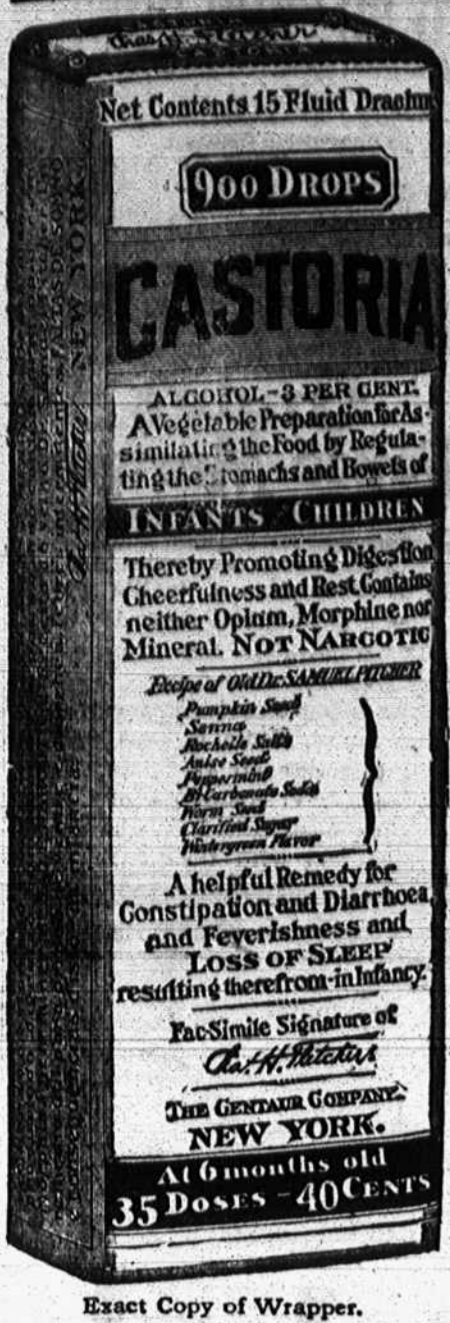 Net Contents 15 Fluid Drachm
900 DROPS
CASTORIA
ALCOHOL-3 PER CENT.
A Vegetable Preparation for As-
similating the Food by Regula-
ting the Stomachs and Bowels of
INFANTS CHILDREN
Thereby Promoting Digestion
Cheerfulness and Rest. Contains
neither Opium, Morphine nor
Mineral. NOT NARCOTIC
Recipe of Old Dr. SAMUEL PITCHER
Pumpkin Seed
Senna
Rochelle Salts
Anise Seed
Peppermint
Bi Carbonate Soda
Worm Seed
Clarified Sugar
Wintergreen Flavor
A helpful Remedy for
Constipation and Diarrhoea,
and Feverishness and
LOSS OF SLEEP
resulting therefrom-in Infancy.
Fac-Simile Signature of
Chas. H. Fletcher
THE CENTAUR COMPANY.
NEW YORK.
At 6 months old
35 DOSES - 40 CENTS
NEW YORK
Chas. H. Fletcher
Exact Copy of Wrapper.